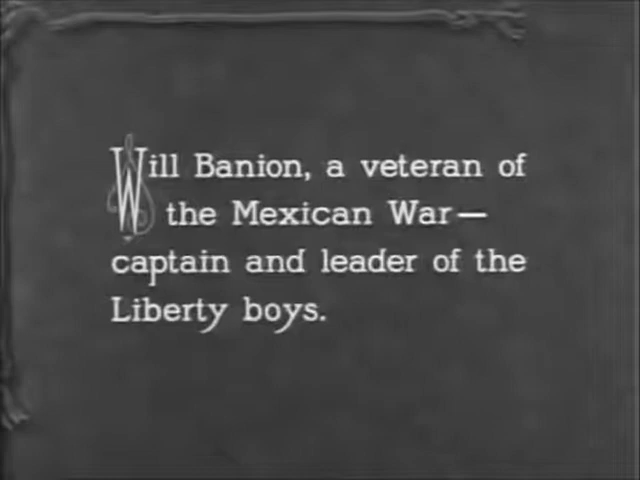 Will Banion, a veteran of
the Mexican War—
captain and leader of the
Liberty boys.